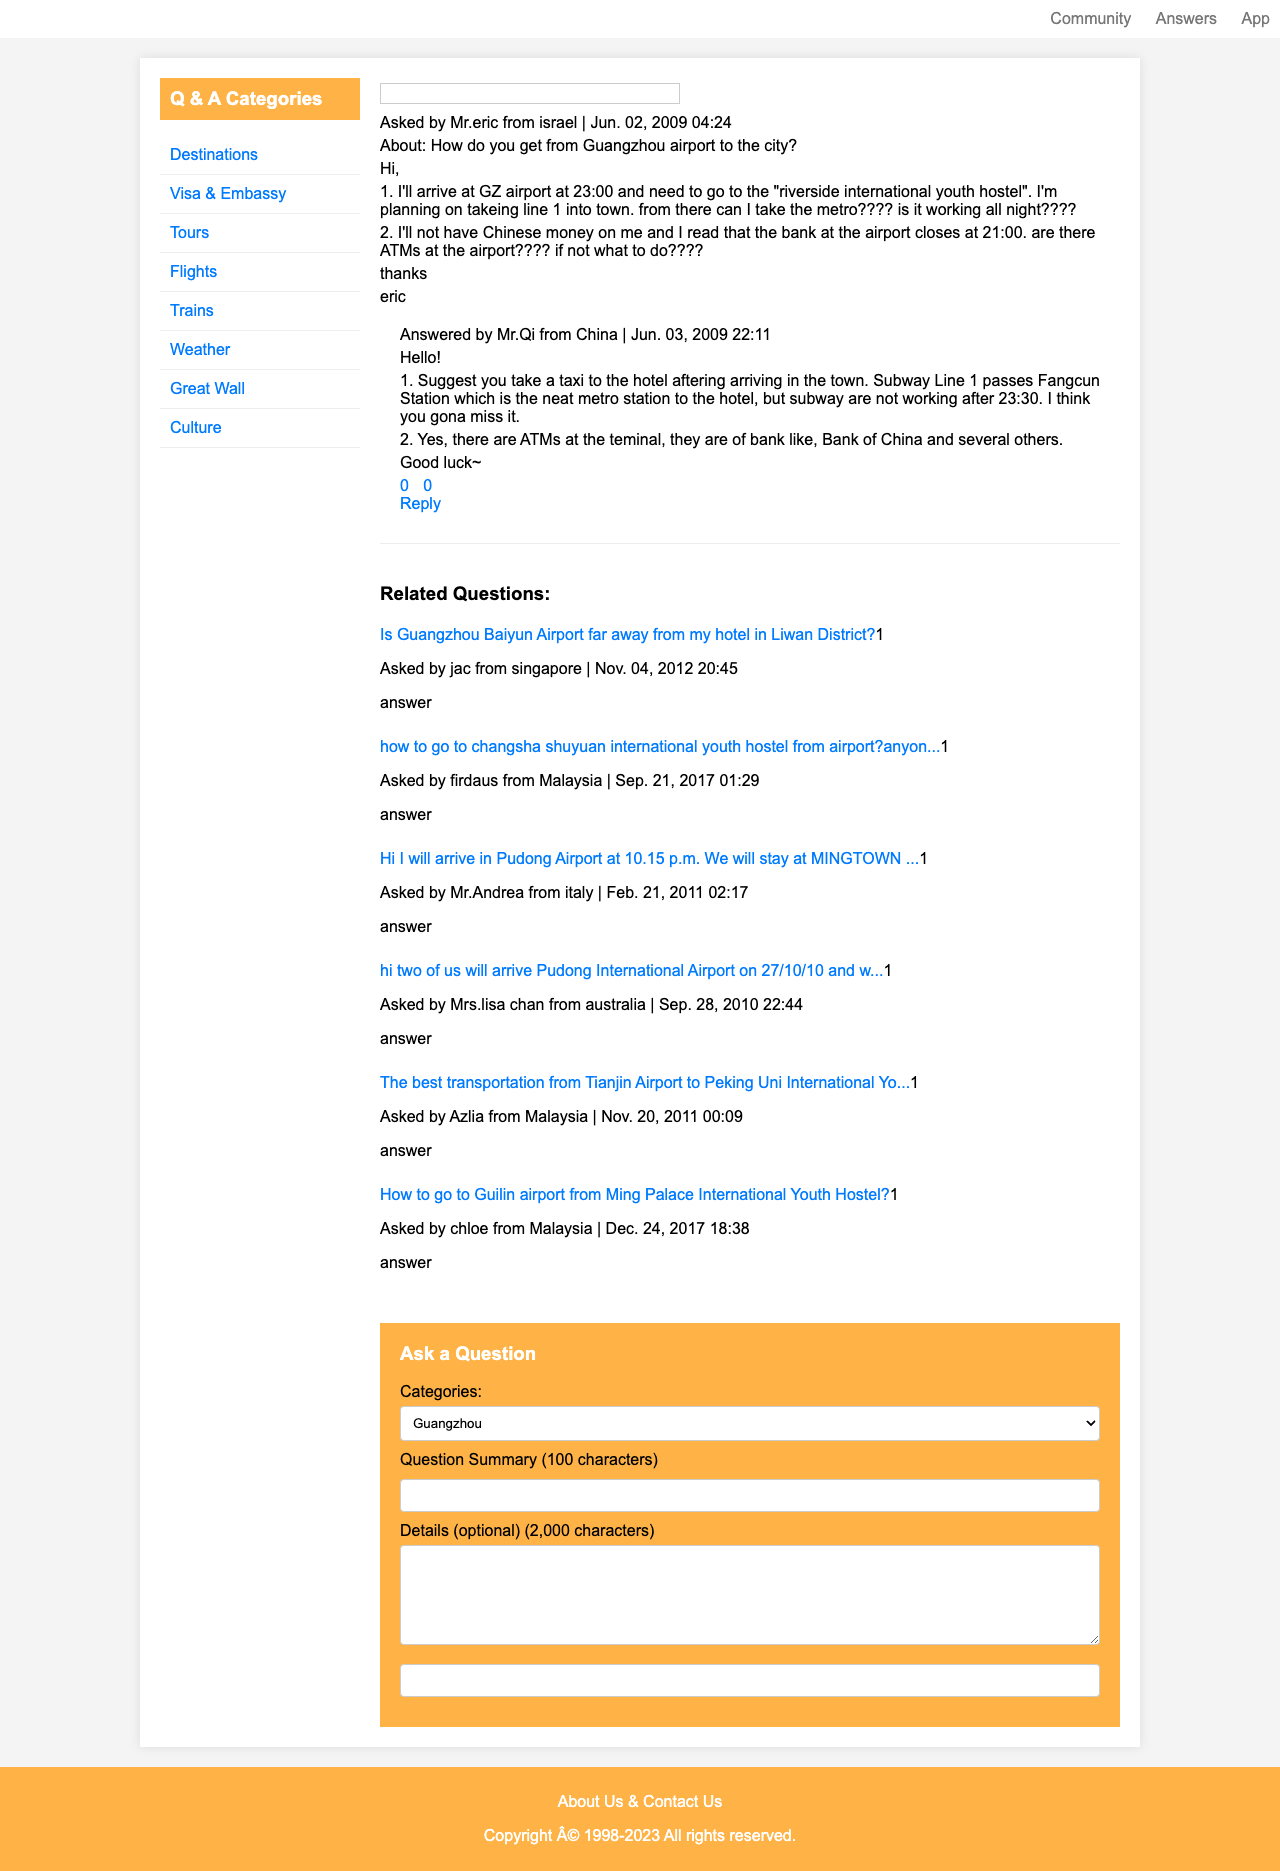 Community Answers App
Q & A Categories
Destinations
Visa & Embassy
Tours
Flights
Trains
Weather
Great Wall
Culture
Asked by Mr.eric from israel | Jun. 02, 2009 04:24
About: How do you get from Guangzhou airport to the city?
Hi,
1. I'll arrive at GZ airport at 23:00 and need to go to the "riverside international youth hostel". I'm
planning on takeing line 1 into town. from there can I take the metro???? is it working all night????
2. I'll not have Chinese money on me and I read that the bank at the airport closes at 21:00. are there
ATMs at the airport???? if not what to do????
thanks
eric
Answered by Mr.Qi from China | Jun. 03, 2009 22:11
Hello!
1. Suggest you take a taxi to the hotel aftering arriving in the town. Subway Line 1 passes Fangcun
Station which is the neat metro station to the hotel, but subway are not working after 23:30. I think
you gona miss it.
2. Yes, there are ATMs at the teminal, they are of bank like, Bank of China and several others.
Good luck~
0 0
Reply
Related Questions:
Is Guangzhou Baiyun Airport far away from my hotel in Liwan District?1
Asked by jac from singapore | Nov. 04, 2012 20:45
answer
how to go to changsha shuyuan international youth hostel from airport?anyon...1
Asked by firdaus from Malaysia | Sep. 21, 2017 01:29
answer
Hi I will arrive in Pudong Airport at 10.15 p.m. We will stay at MINGTOWN ...1
Asked by Mr.Andrea from italy | Feb. 21, 2011 02:17
answer
hi two of us will arrive Pudong International Airport on 27/10/10 and w...1
Asked by Mrs.lisa chan from australia | Sep. 28, 2010 22:44
answer
The best transportation from Tianjin Airport to Peking Uni International Yo...1
Asked by Azlia from Malaysia | Nov. 20, 2011 00:09
answer
How to go to Guilin airport from Ming Palace International Youth Hostel?1
Asked by chloe from Malaysia | Dec. 24, 2017 18:38
answer
Ask a Question
Categories:
Guangzhou
Question Summary (100 characters)
Details (optional) (2,000 characters)
About Us & Contact Us
Copyright Â© 1998-2023 All rights reserved.